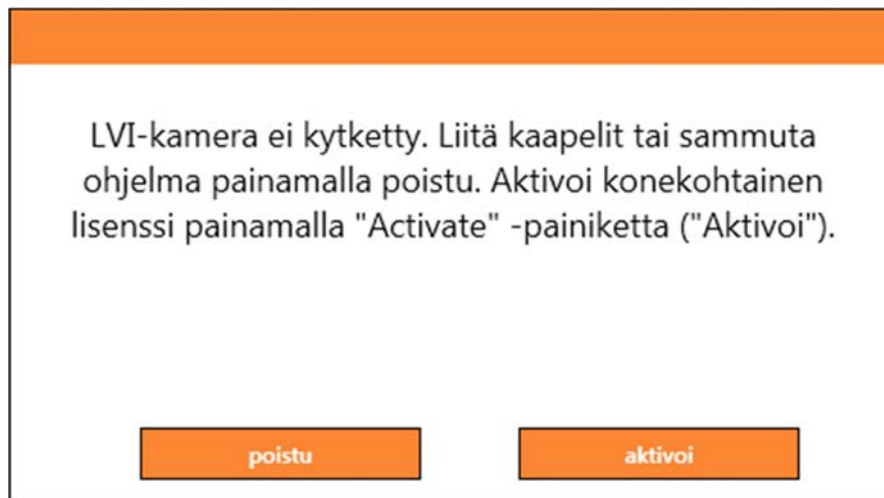 LVI-kamera ei kytketty. Liitä kaapelit tai sammuta
ohjelma painamalla poistu. Aktivoi konekohtainen
lisenssi painamalla "Activate" -painiketta ("Aktivoi").
poistu
aktivoi